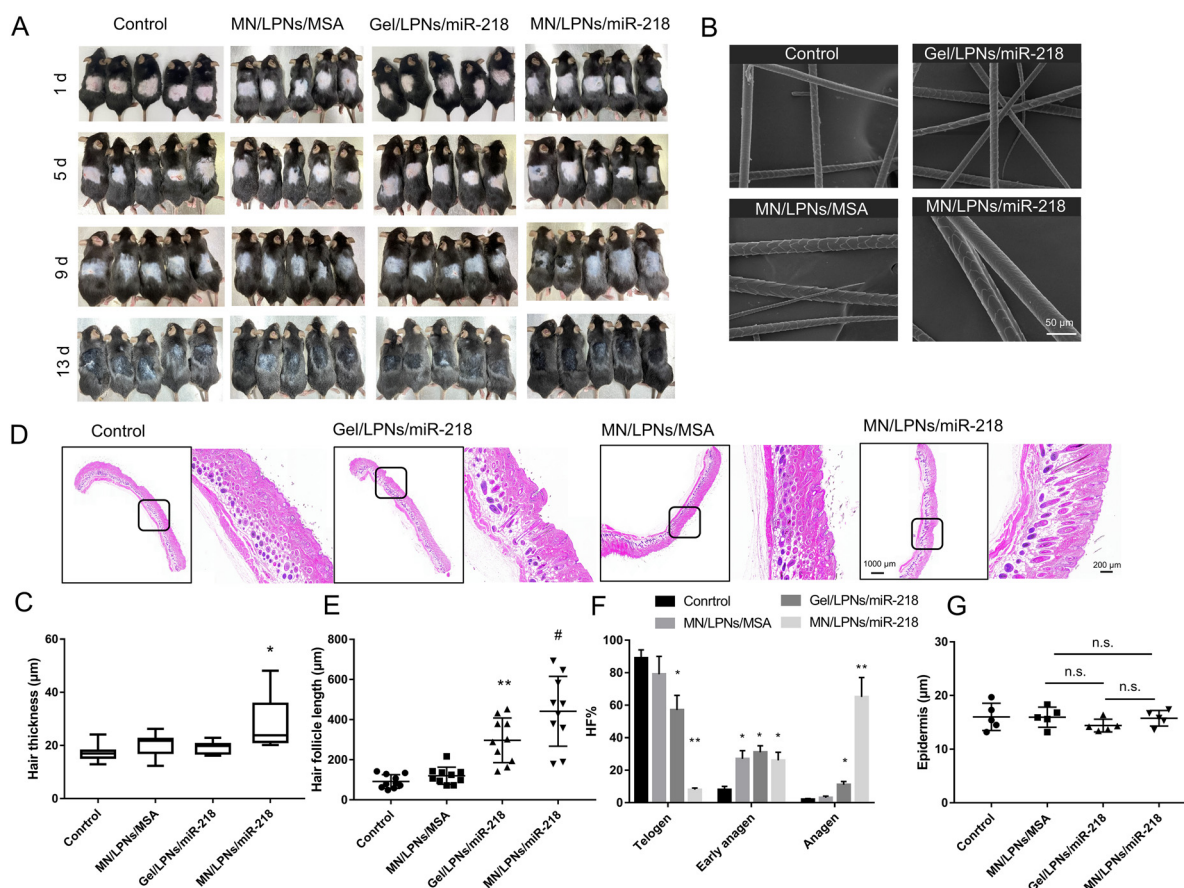 A
Control
MN/LPNs/MSA
Gel/LPNs/miR-218
MN/LPNs/miR-218
1 d
5 d
9 d
13 d
B
Control
Gel/LPNs/miR-218
MN/LPNs/MSA
MN/LPNs/miR-218
50 μm
D
Control
Gel/LPNs/miR-218
MN/LPNs/MSA
MN/LPNs/miR-218
1000 μm
200 μm
C
Hair thickness (μm)
60
40
20
0
*
Conrtrol
MN/LPNs/MSA
Gel/LPNs/miR-218
MN/LPNs/miR-218
E
Hair follicle length (μm)
800
600
400
200
0
**
#
Conrtrol
MN/LPNs/MSA
Gel/LPNs/miR-218
MN/LPNs/miR-218
F
Conrtrol
Gel/LPNs/miR-218
MN/LPNs/MSA
MN/LPNs/miR-218
HF%
100
80
60
40
20
0
*
**
*
*
*
*
**
Telogen
Early anagen
Anagen
G
Epidermis (μm)
30
20
10
0
n.s.
n.s.
n.s.
Conrtrol
MN/LPNs/MSA
Gel/LPNs/miR-218
MN/LPNs/miR-218